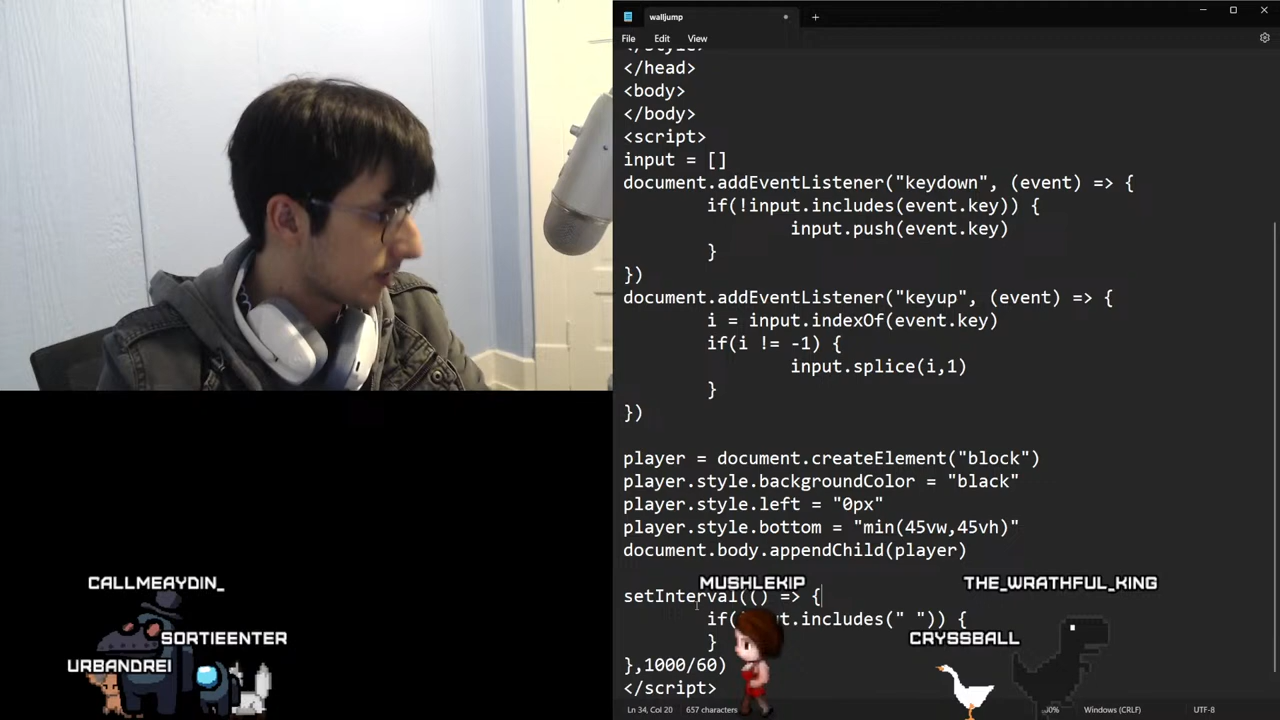 walljump
File Edit View
</style>
</head>
<body>
</body>
<script>
input = []
document.addEventListener("keydown", (event) => {
if(!input.includes(event.key)) {
input.push(event.key)
}
})
document.addEventListener("keyup", (event) => {
i = input.indexOf(event.key)
if(i != -1) {
input.splice(i,1)
}
})
player = document.createElement("block")
player.style.backgroundColor = "black"
player.style.left = "0px"
player.style.bottom = "min(45vw,45vh)"
document.body.appendChild(player)
setInterval(() => {
if(input.includes(" ")) {
}
},1000/60)
</script>
CALLMEAYDIN_
MUSHLEKIP
THE_WRATHFUL_KING
SORTIEENTER
CRYSSBALL
URBANDREI
Ln 34, Col 20 657 characters Windows (CRLF) UTF-8